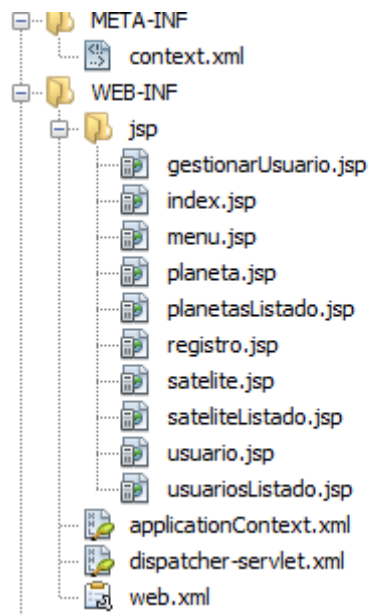 META-INF
context.xml
WEB-INF
jsp
gestionarUsuario.jsp
index.jsp
menu.jsp
planeta.jsp
planetasListado.jsp
registro.jsp
satelite.jsp
sateliteListado.jsp
usuario.jsp
usuariosListado.jsp
applicationContext.xml
dispatcher-servlet.xml
web.xml